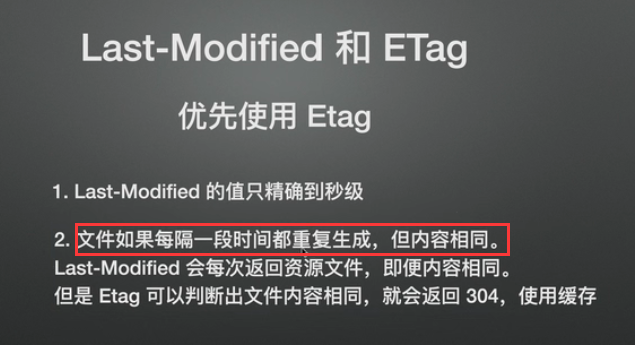 Last-Modified 和 ETag
优先使用 Etag
1. Last-Modified 的值只精确到秒级
2. 文件如果每隔一段时间都重复生成，但内容相同。
Last-Modified 会每次返回资源文件，即便内容相同。
但是 Etag 可以判断出文件内容相同，就会返回 304，使用缓存